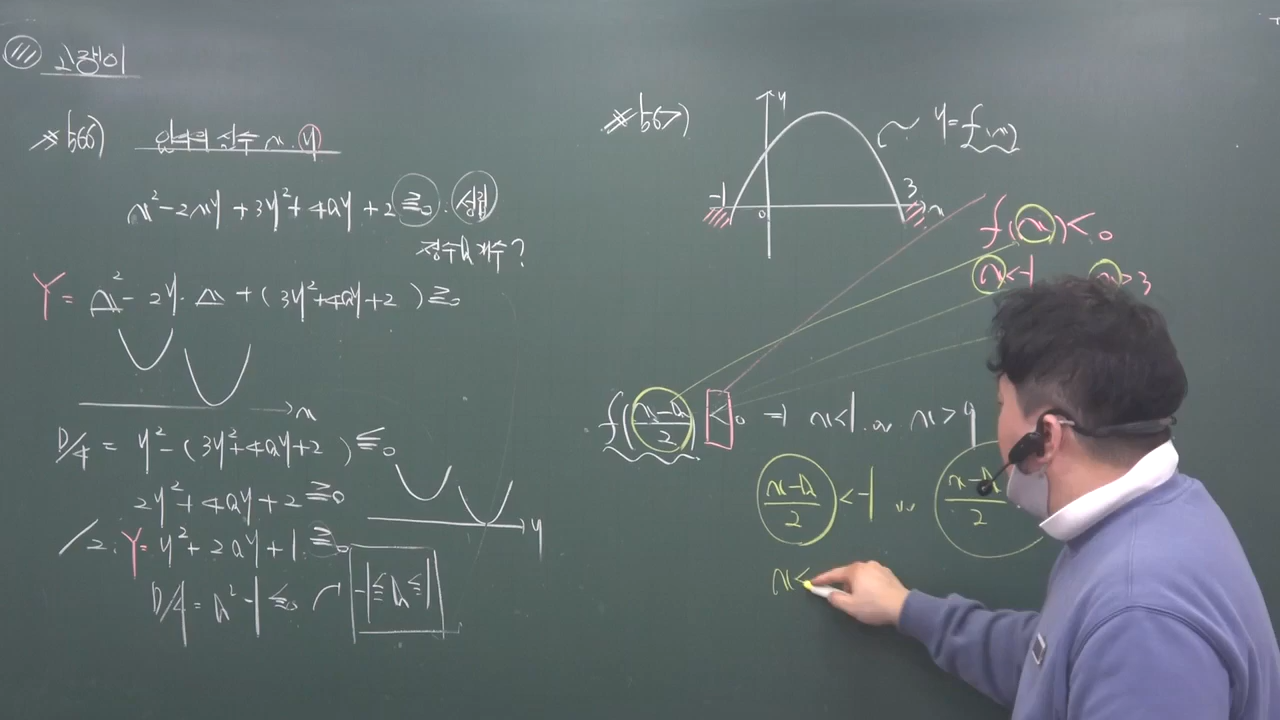 고쟁이
566) 임의의 실수 x, y
x²-2xy+3y²+4ay+2≥0 성립
정수 a 개수?
Y= x²-2y·x+(3y²+4ay+2)≥0
x
D/4 = y²-(3y²+4ay+2)≤0
2y²+4ay+2≥0
y
/2: Y= y²+2ay+1≥0
D/4 = a²-1≤0 -1≤a≤1
567)
y
y=f(x)
-1 0 3 x
f(x)<0
x<-1 x>3
f(x-a/2)<0 ⇒ x<1 or x>9
x-a/2 <-1 or x-a/2
x<